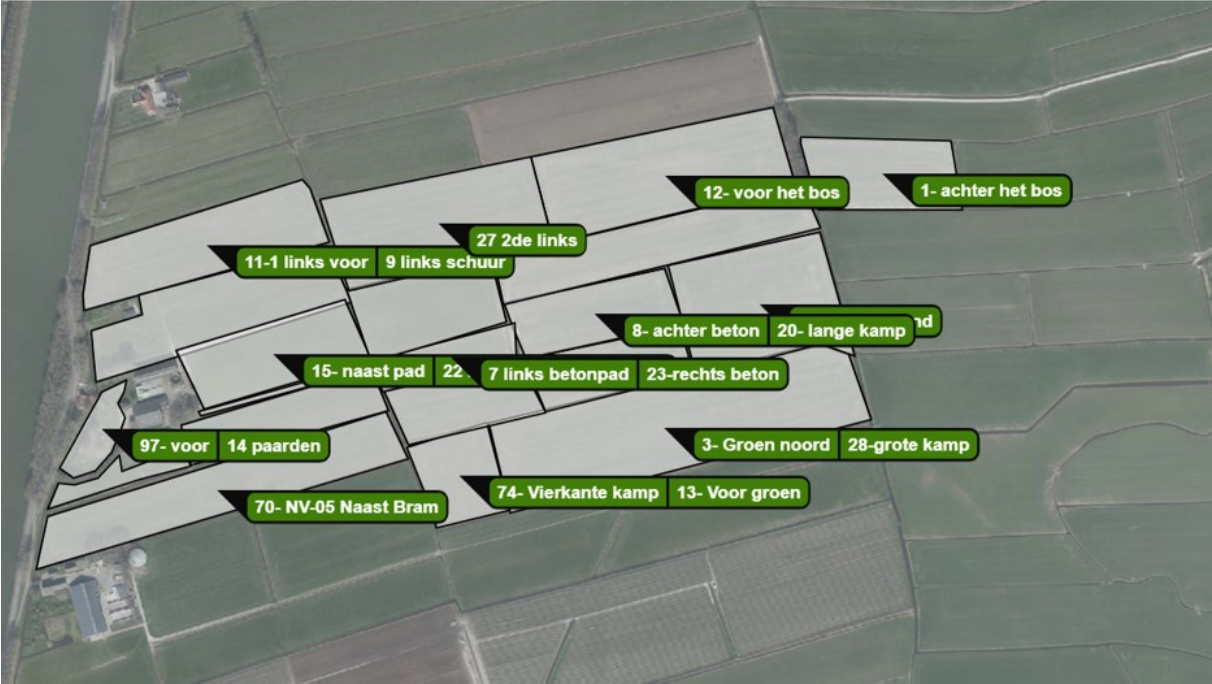 12- voor het bos
1- achter het bos
27 2de links
11-1 links voor
9 links schuur
8- achter beton
20- lange kamp
15- naast pad
22
7 links betonpad
23-rechts beton
97- voor
14 paarden
3- Groen noord
28-grote kamp
70- NV-05 Naast Bram
74- Vierkante kamp
13- Voor groen